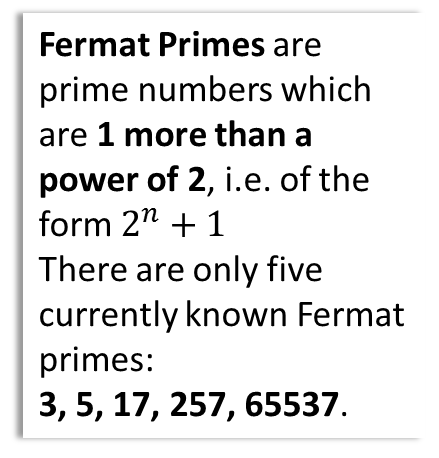 Fermat Primes are
prime numbers which
are 1 more than a
power of 2, i.e. of the
form 2ⁿ + 1
There are only five
currently known Fermat
primes:
3, 5, 17, 257, 65537.